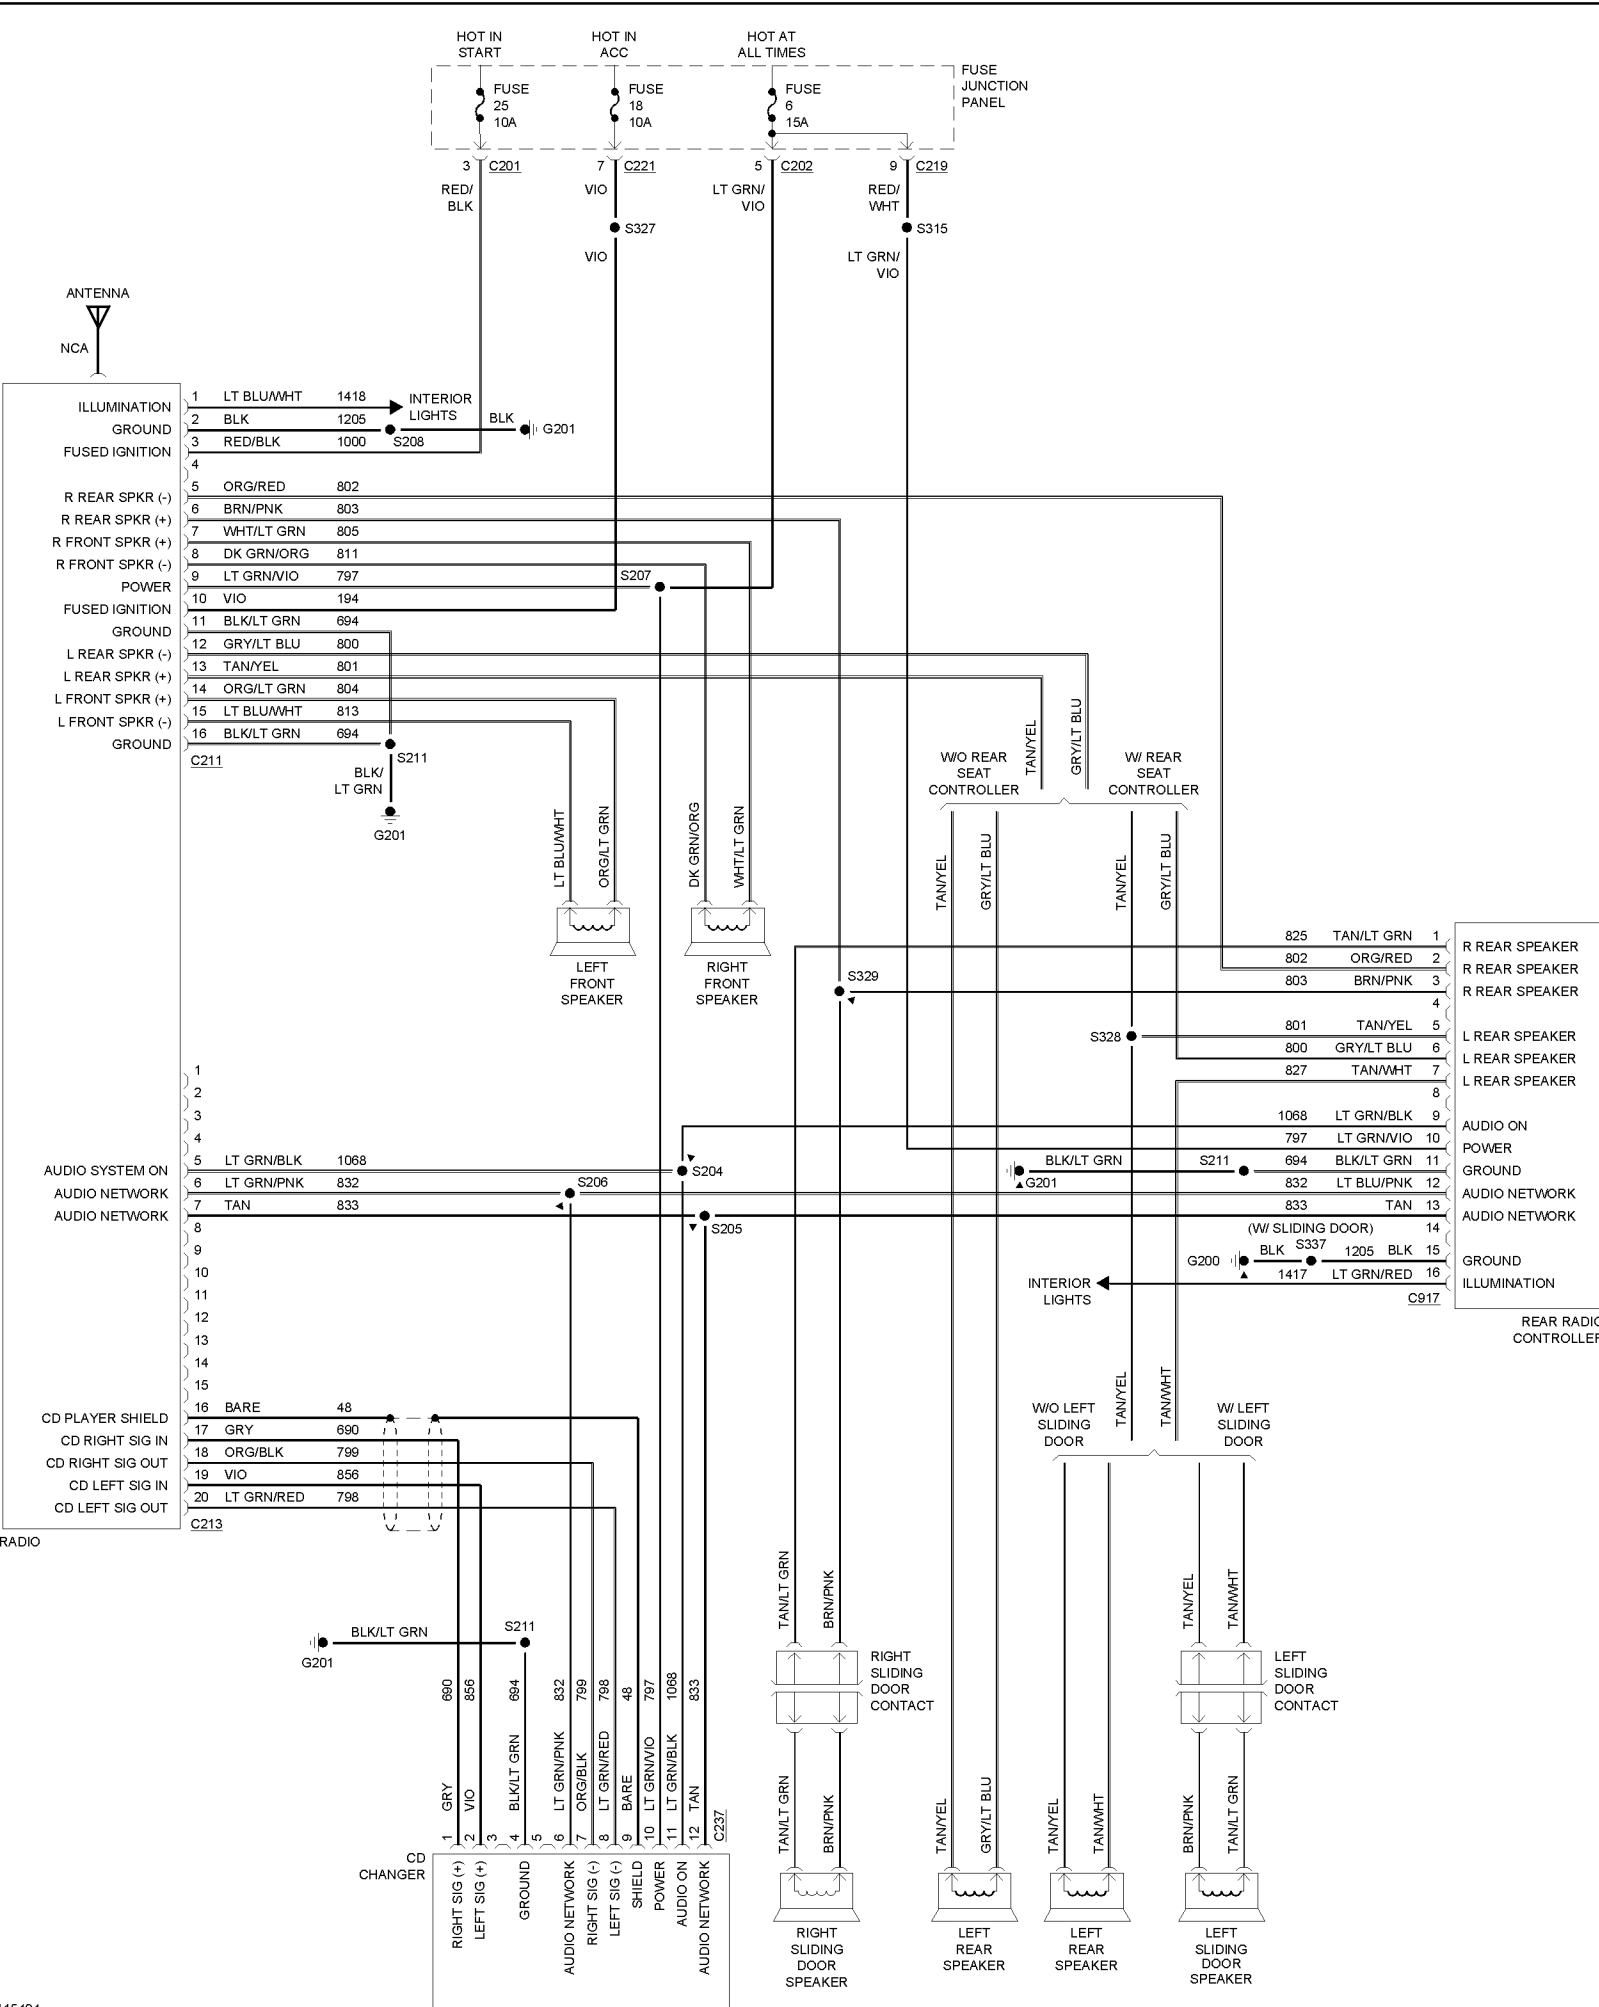 HOT IN
START
HOT IN
ACC
HOT AT
ALL TIMES
FUSE
JUNCTION
PANEL
FUSE
25
10A
FUSE
18
10A
FUSE
6
15A
3 C201
7 C221
5 C202
9 C219
RED/
BLK
VIO
LT GRN/
VIO
RED/
WHT
S327
S315
VIO
LT GRN/
VIO
ANTENNA
NCA
ILLUMINATION 1 LT BLU/WHT 1418
INTERIOR
LIGHTS
GROUND 2 BLK 1205 S208 BLK G201
FUSED IGNITION 3 RED/BLK 1000
4
R REAR SPKR (-) 5 ORG/RED 802
R REAR SPKR (+) 6 BRN/PNK 803
R FRONT SPKR (+) 7 WHT/LT GRN 805
R FRONT SPKR (-) 8 DK GRN/ORG 811
POWER 9 LT GRN/VIO 797 S207
FUSED IGNITION 10 VIO 194
GROUND 11 BLK/LT GRN 694
L REAR SPKR (-) 12 GRY/LT BLU 800
L REAR SPKR (+) 13 TAN/YEL 801
L FRONT SPKR (+) 14 ORG/LT GRN 804
L FRONT SPKR (-) 15 LT BLU/WHT 813
GROUND 16 BLK/LT GRN 694
C211
S211
BLK/
LT GRN
G201
LT BLU/WHT
ORG/LT GRN
DK GRN/ORG
WHT/LT GRN
LEFT
FRONT
SPEAKER
RIGHT
FRONT
SPEAKER
TAN/YEL
GRY/LT BLU
W/O REAR
SEAT
CONTROLLER
W/ REAR
SEAT
CONTROLLER
TAN/YEL
GRY/LT BLU
TAN/YEL
GRY/LT BLU
S329
S328
825 TAN/LT GRN 1 R REAR SPEAKER
802 ORG/RED 2 R REAR SPEAKER
803 BRN/PNK 3 R REAR SPEAKER
4
801 TAN/YEL 5 L REAR SPEAKER
800 GRY/LT BLU 6 L REAR SPEAKER
827 TAN/WHT 7 L REAR SPEAKER
8
1068 LT GRN/BLK 9 AUDIO ON
797 LT GRN/VIO 10 POWER
G201 BLK/LT GRN S211 694 BLK/LT GRN 11 GROUND
832 LT BLU/PNK 12 AUDIO NETWORK
833 TAN 13 AUDIO NETWORK
(W/ SLIDING DOOR) 14
G200 BLK S337 1205 BLK 15 GROUND
INTERIOR
LIGHTS
1417 LT GRN/RED 16 ILLUMINATION
C917
REAR RADIO
CONTROLLER
1
2
3
4
AUDIO SYSTEM ON 5 LT GRN/BLK 1068 S204
AUDIO NETWORK 6 LT GRN/PNK 832 S206
AUDIO NETWORK 7 TAN 833 S205
8
9
10
11
12
13
14
15
CD PLAYER SHIELD 16 BARE 48
CD RIGHT SIG IN 17 GRY 690
CD RIGHT SIG OUT 18 ORG/BLK 799
CD LEFT SIG IN 19 VIO 856
CD LEFT SIG OUT 20 LT GRN/RED 798
C213
RADIO
W/O LEFT
SLIDING
DOOR
TAN/YEL
TAN/WHT
W/ LEFT
SLIDING
DOOR
TAN/LT GRN
BRN/PNK
TAN/YEL
TAN/WHT
RIGHT
SLIDING
DOOR
CONTACT
LEFT
SLIDING
DOOR
CONTACT
G201 BLK/LT GRN S211
690
856
694
832
799
798
48
797
1068
833
GRY
VIO
BLK/LT GRN
LT GRN/PNK
ORG/BLK
LT GRN/RED
BARE
LT GRN/VIO
LT GRN/BLK
TAN
C237
1
2
3
4
5
6
7
8
9
10
11
12
CD
CHANGER
RIGHT SIG (+)
LEFT SIG (+)
GROUND
AUDIO NETWORK
RIGHT SIG (-)
LEFT SIG (-)
SHIELD
POWER
AUDIO ON
AUDIO NETWORK
TAN/LT GRN
BRN/PNK
TAN/YEL
GRY/LT BLU
TAN/YEL
TAN/WHT
BRN/PNK
TAN/LT GRN
RIGHT
SLIDING
DOOR
SPEAKER
LEFT
REAR
SPEAKER
LEFT
REAR
SPEAKER
LEFT
SLIDING
DOOR
SPEAKER